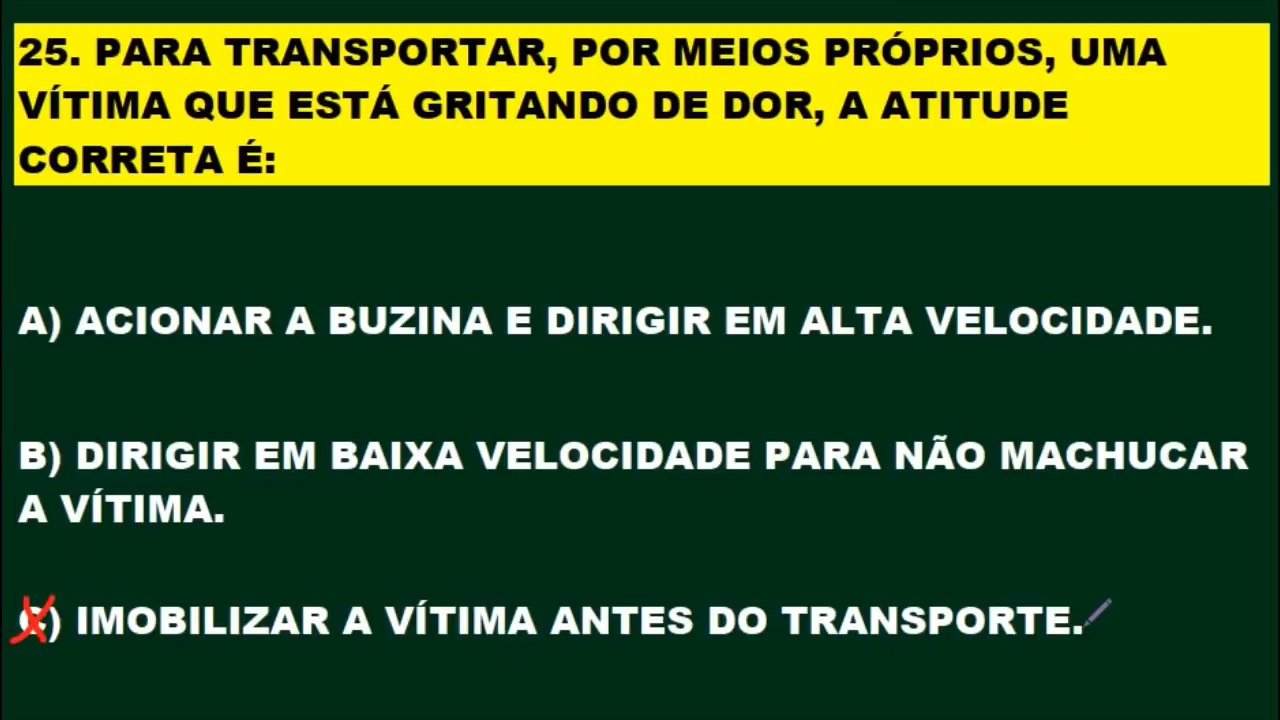 25. PARA TRANSPORTAR, POR MEIOS PRÓPRIOS, UMA
VÍTIMA QUE ESTÁ GRITANDO DE DOR, A ATITUDE
CORRETA É:
A) ACIONAR A BUZINA E DIRIGIR EM ALTA VELOCIDADE.
B) DIRIGIR EM BAIXA VELOCIDADE PARA NÃO MACHUCAR
A VÍTIMA.
C) IMOBILIZAR A VÍTIMA ANTES DO TRANSPORTE.